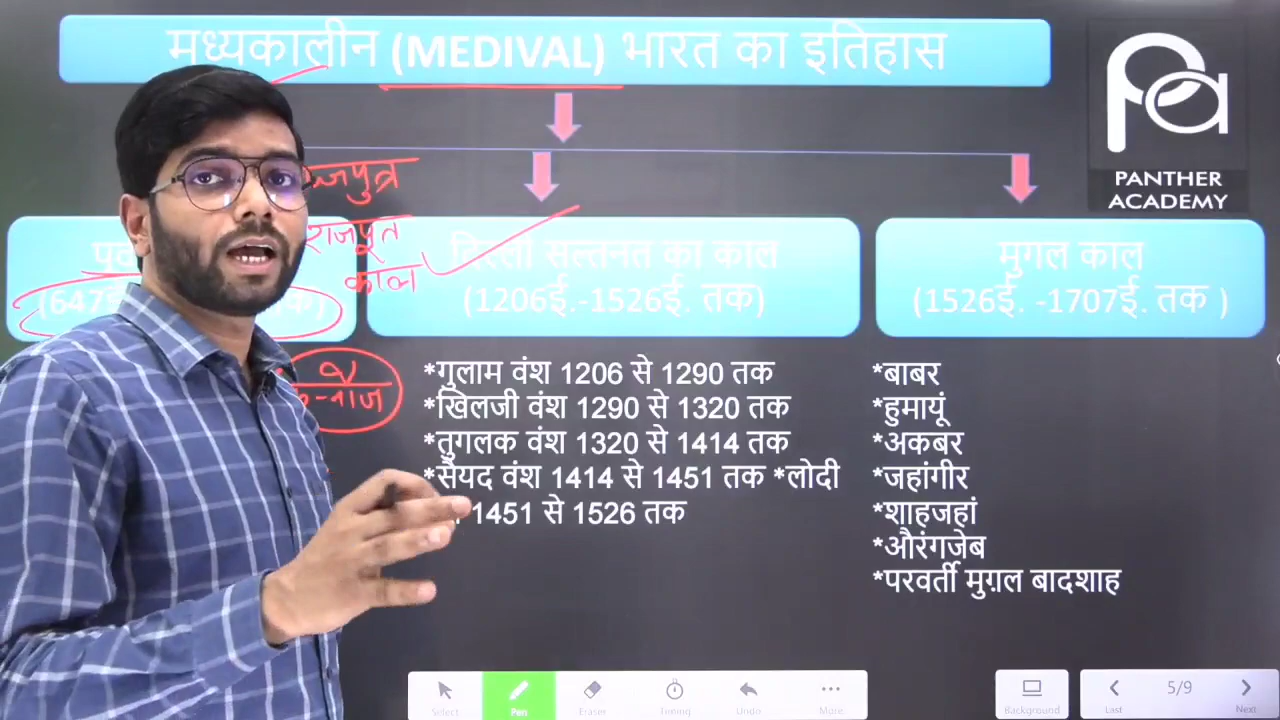 मध्यकालीन (MEDIVAL) भारत का इतिहास
PANTHER
ACADEMY
राजपूत
काल
दिल्ली सल्तनत का काल
(1206ई.-1526ई. तक)
मुगल काल
(1526ई. -1707ई. तक )
*गुलाम वंश 1206 से 1290 तक
*खिलजी वंश 1290 से 1320 तक
*तुगलक वंश 1320 से 1414 तक
*सैयद वंश 1414 से 1451 तक *लोदी
1451 से 1526 तक
*बाबर
*हुमायूं
*अकबर
*जहांगीर
*शाहजहां
*औरंगजेब
*परवर्ती मुग़ल बादशाह
Select
Pen
Eraser
Timing
Undo
More
Background
Last
5/9
Next